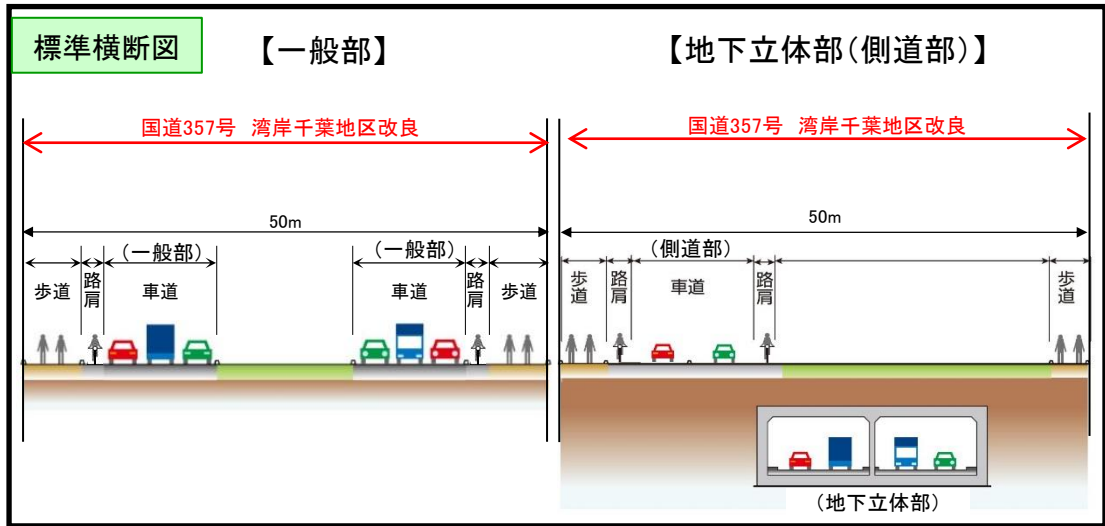 標準横断図
【一般部】
【地下立体部(側道部)】
国道357号 湾岸千葉地区改良
国道357号 湾岸千葉地区改良
50m
50m
(一般部)
(一般部)
(側道部)
歩道
路肩
車道
車道
路肩
歩道
歩道
路肩
車道
路肩
歩道
(地下立体部)